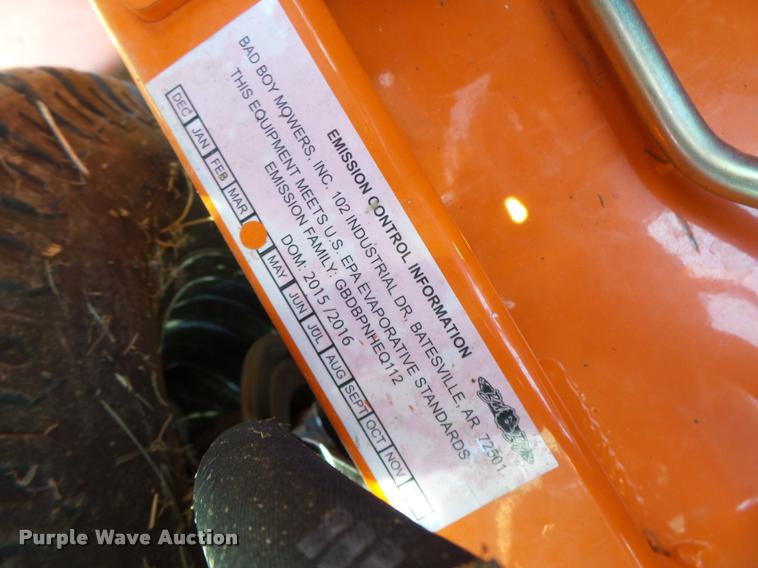 EMISSION CONTROL INFORMATION
BAD BOY MOWERS, INC. 102 INDUSTRIAL DR, BATESVILLE, AR. 72501
THIS EQUIPMENT MEETS U.S. EPA EVAPORATIVE STANDARDS
EMISSION FAMILY: GBDBPNHEQ112
DOM: 2015 /2016
DEC JAN FEB MAR MAY JUN JUL AUG SEPT OCT NOV
Purple Wave Auction